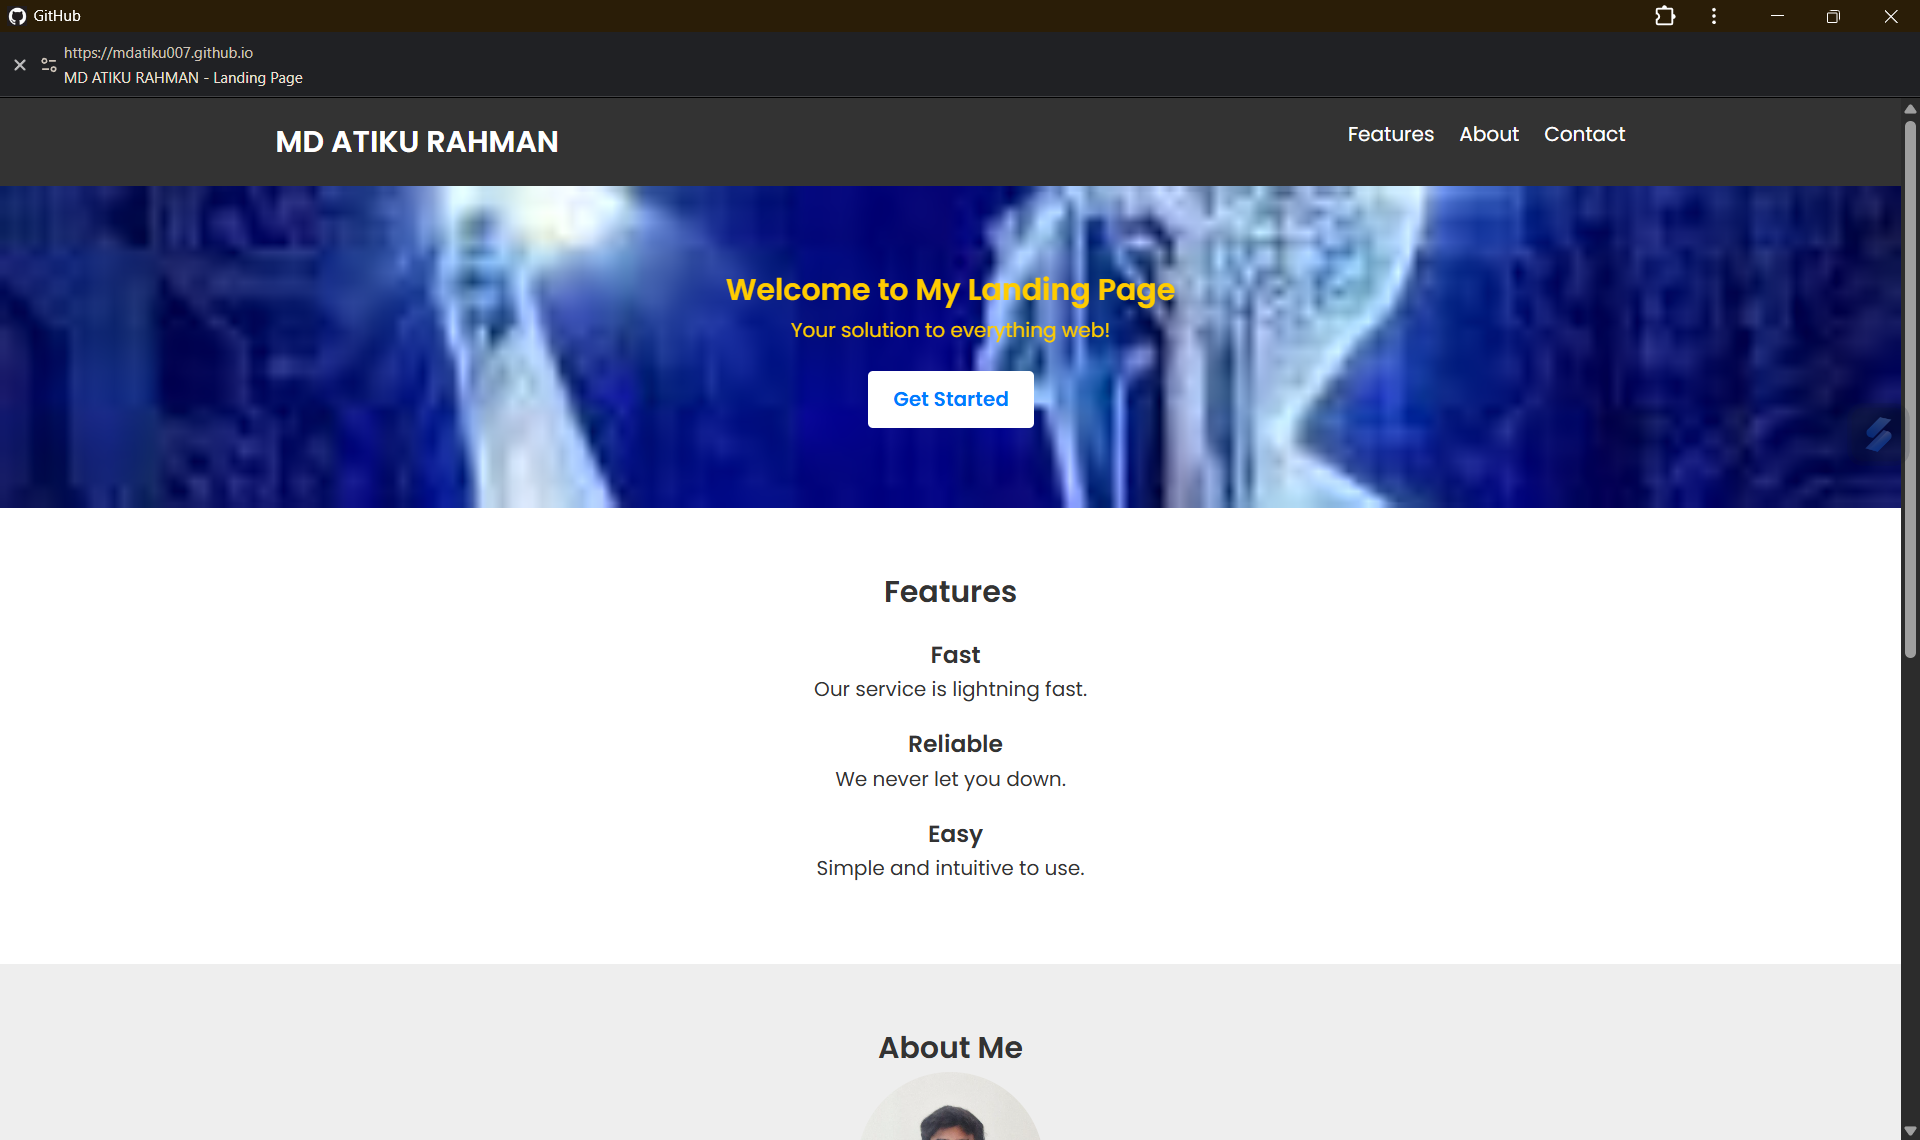 GitHub
https://mdatiku007.github.io
MD ATIKU RAHMAN - Landing Page
MD ATIKU RAHMAN
Features About Contact
Welcome to My Landing Page
Your solution to everything web!
Get Started
Features
Fast
Our service is lightning fast.
Reliable
We never let you down.
Easy
Simple and intuitive to use.
About Me